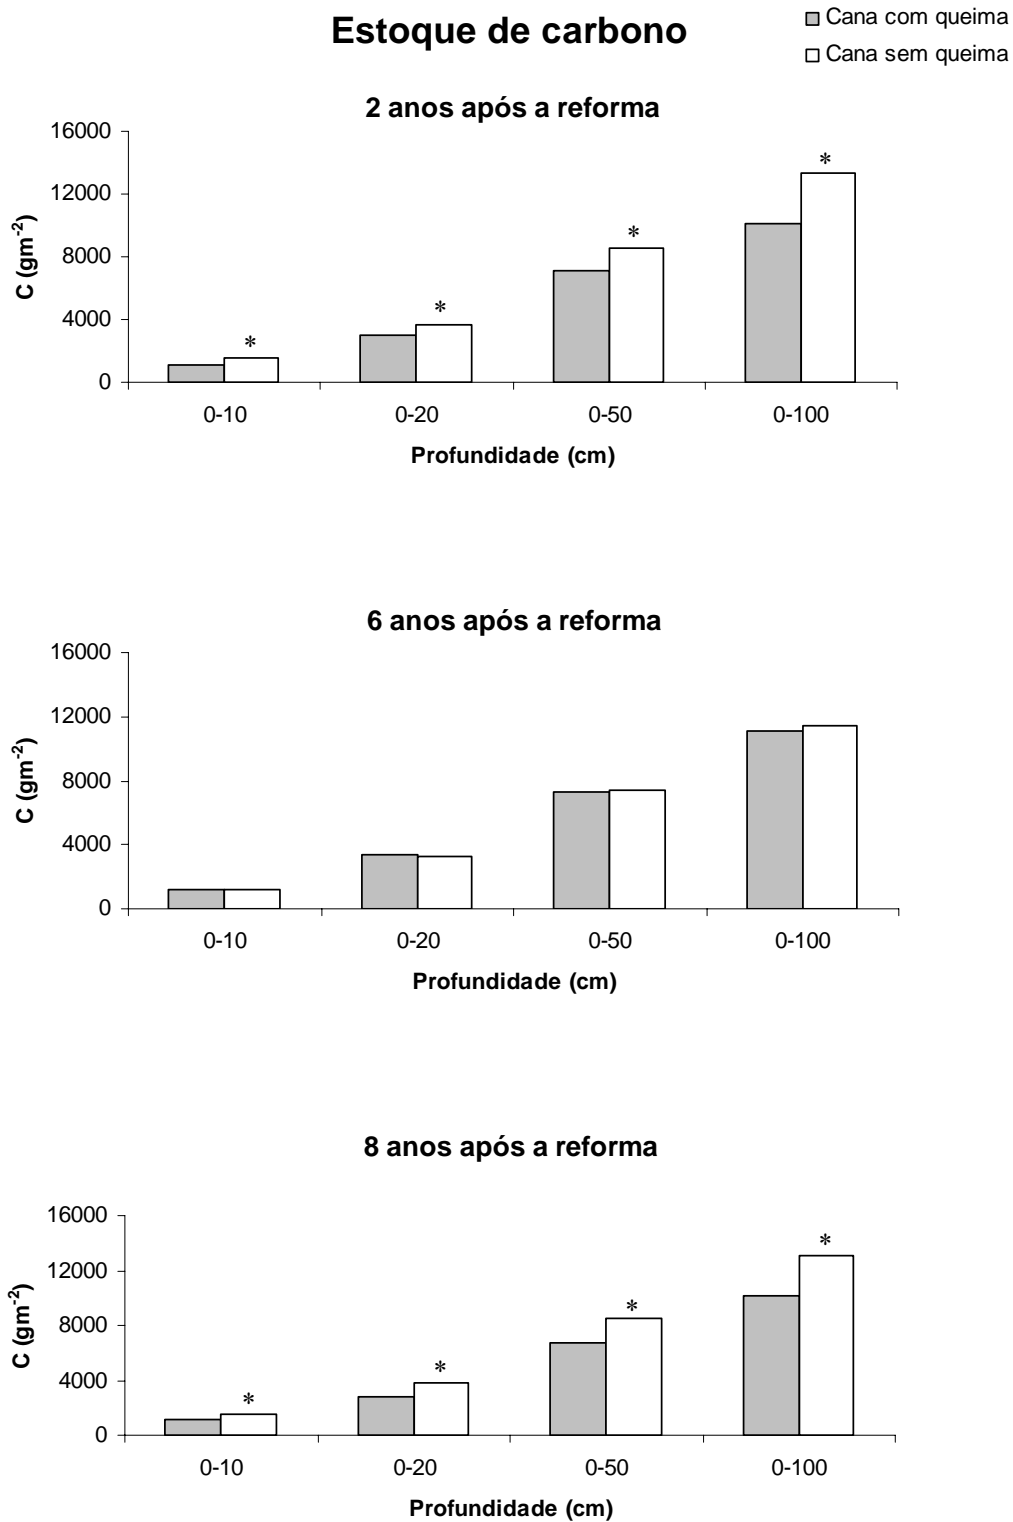 Estoque de carbono
Cana com queima
Cana sem queima
2 anos após a reforma
16000
12000
8000
4000
0
C (gm-2)
*
*
*
*
0-10 0-20 0-50 0-100
Profundidade (cm)
6 anos após a reforma
16000
12000
8000
4000
0
C (gm-2)
0-10 0-20 0-50 0-100
Profundidade (cm)
8 anos após a reforma
16000
12000
8000
4000
0
C (gm-2)
*
*
*
*
0-10 0-20 0-50 0-100
Profundidade (cm)